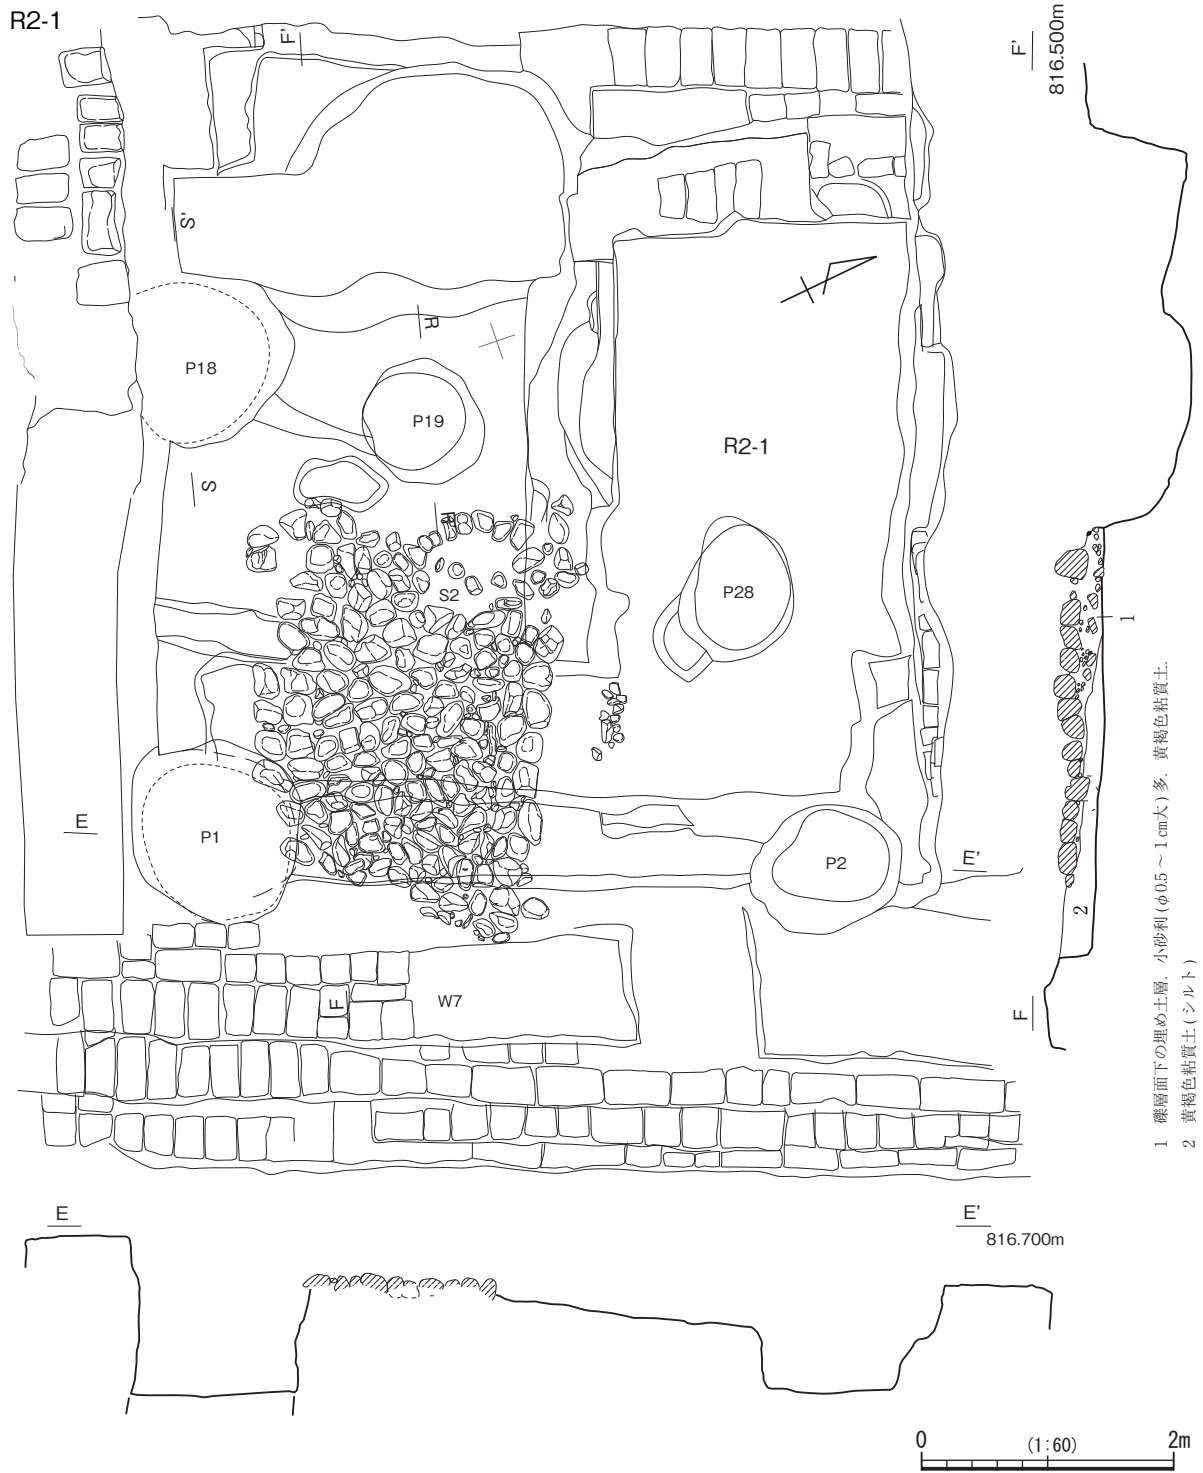 R2-1
F'
F'
816.500m
S'
R
P18
P19
R2-1
S
S2
P28
1
E
P1
P2
E'
2
F
W7
F
1 礫層面下の埋め土層. 小砂利(φ0.5～1㎝大)多. 黄褐色粘質土.
2 黄褐色粘質土(シルト)
E
E'
816.700m
0
(1:60)
2m